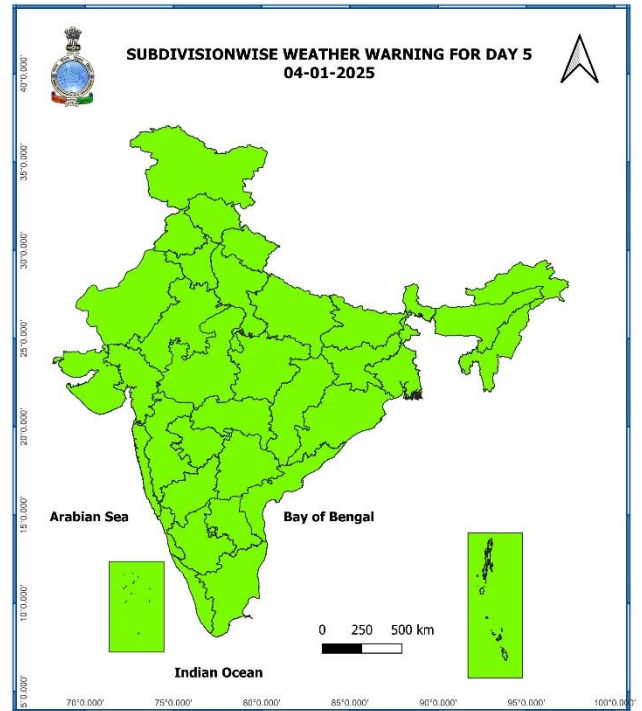 SUBDIVISIONWISE WEATHER WARNING FOR DAY 5
04-01-2025
40°0.000'
35°0.000'
30°0.000'
25°0.000'
20°0.000'
15°0.000'
10°0.000'
5°0.000'
Arabian Sea
Bay of Bengal
0 250 500 km
Indian Ocean
70°0.000' 75°0.000' 80°0.000' 85°0.000' 90°0.000' 95°0.000' 100°0.000'